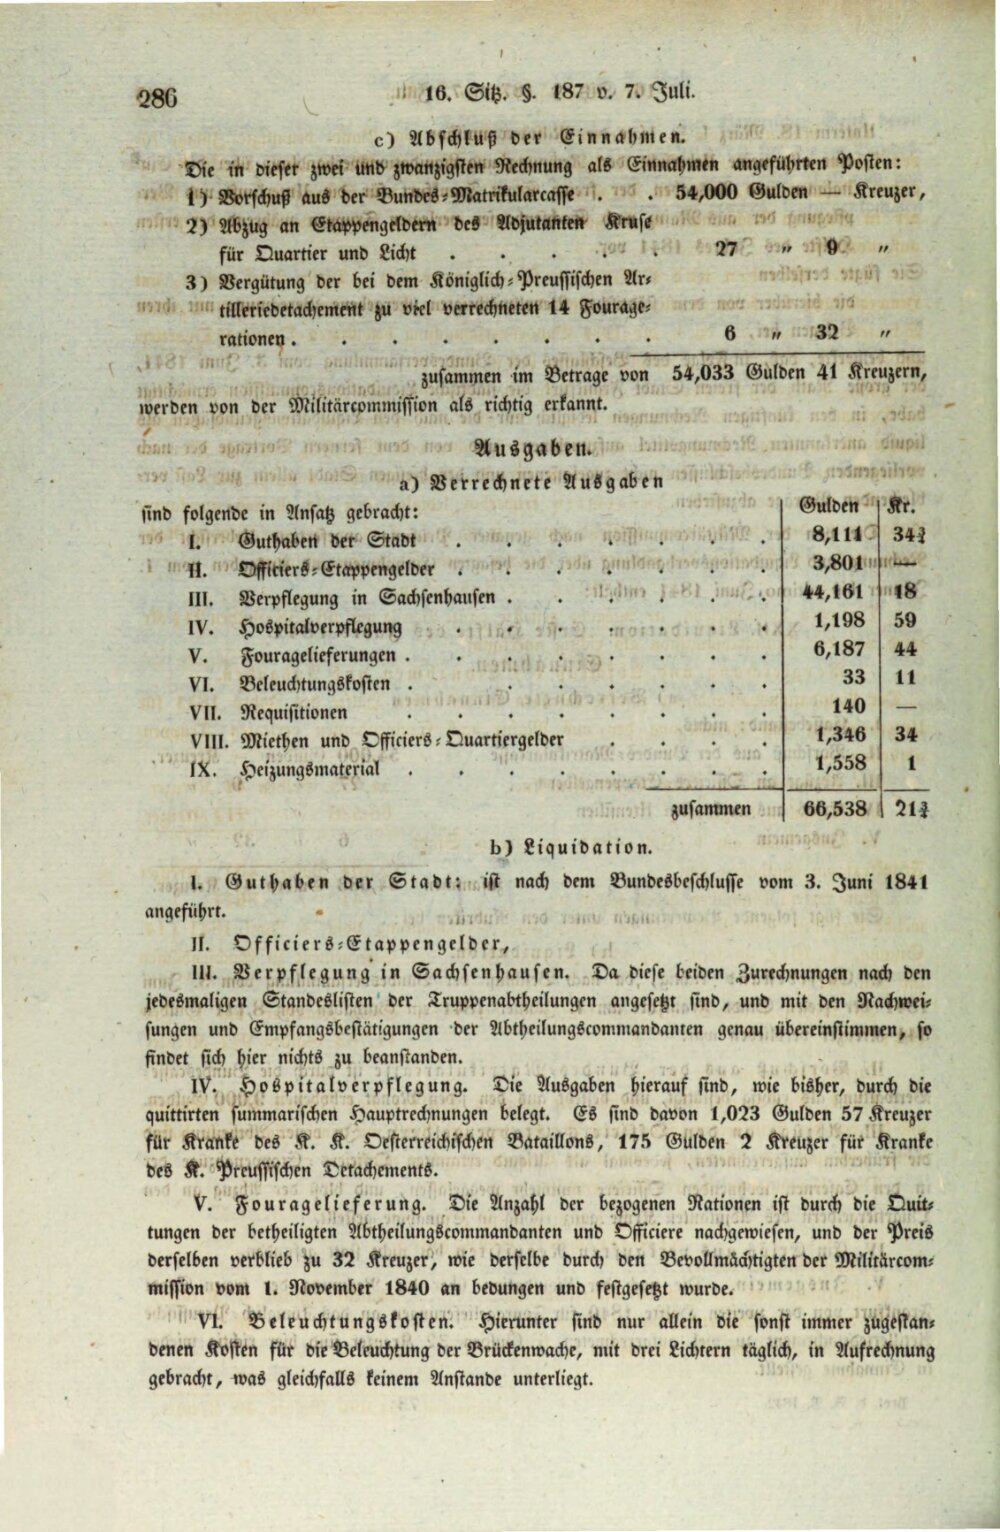 286
16. Sitz. §. 187 v. 7. Juli.
c) Abschluß der Einnahmen.
Die in dieser zwei und zwanzigsten Rechnung als Einnahmen angeführten Posten:
1) Vorschuß aus der Bundes-Matrikularcasse . . 54,000 Gulden — Kreuzer,
2) Abzug an Etappengeldern des Adjutanten Kruse
für Quartier und Licht . . . . . 27 " 9 "
3) Vergütung der bei dem Königlich-Preussischen Ar-
tilleriedetachement zu viel verrechneten 14 Fourage-
rationen . . . . . . . . 6 " 32 "
zusammen im Betrage von 54,033 Gulden 41 Kreuzern,
werden von der Militärcommission als richtig erkannt.
Ausgaben.
a) Verrechnete Ausgaben
sind folgende in Ansatz gebracht: Gulden Kr.
I. Guthaben der Stadt . . . . . . . 8,111 34¾
II. Officiers-Etappengelder . . . . . . . 3,801 —
III. Verpflegung in Sachsenhausen . . . . . . 44,161 18
IV. Hospitalverpflegung . . . . . . . 1,198 59
V. Fouragelieferungen . . . . . . . . 6,187 44
VI. Beleuchtungskosten . . . . . . . 33 11
VII. Requisitionen . . . . . . . . 140 —
VIII. Miethen und Officiers-Quartiergelder . . . . 1,346 34
IX. Heizungsmaterial . . . . . . . . 1,558 1
zusammen 66,538 21¾
b) Liquidation.
I. Guthaben der Stadt: ist nach dem Bundesbeschlusse vom 3. Juni 1841
angeführt.
II. Officiers-Etappengelder,
III. Verpflegung in Sachsenhausen. Da diese beiden Zurechnungen nach den
jedesmaligen Standeslisten der Truppenabtheilungen angesetzt sind, und mit den Nachwei-
sungen und Empfangsbestätigungen der Abtheilungscommandanten genau übereinstimmen, so
findet sich hier nichts zu beanstanden.
IV. Hospitalverpflegung. Die Ausgaben hierauf sind, wie bisher, durch die
quittirten summarischen Hauptrechnungen belegt. Es sind davon 1,023 Gulden 57 Kreuzer
für Kranke des K. K. Oesterreichischen Bataillons, 175 Gulden 2 Kreuzer für Kranke
des K. Preussischen Detachements.
V. Fouragelieferung. Die Anzahl der bezogenen Rationen ist durch die Quit-
tungen der betheiligten Abtheilungscommandanten und Officiere nachgewiesen, und der Preis
derselben verblieb zu 32 Kreuzer, wie derselbe durch den Bevollmächtigten der Militärcom-
mission vom 1. November 1840 an bedungen und festgesetzt wurde.
VI. Beleuchtungskosten. Hierunter sind nur allein die sonst immer zugestan-
denen Kosten für die Beleuchtung der Brückenwache, mit drei Lichtern täglich, in Aufrechnung
gebracht, was gleichfalls keinem Anstande unterliegt.